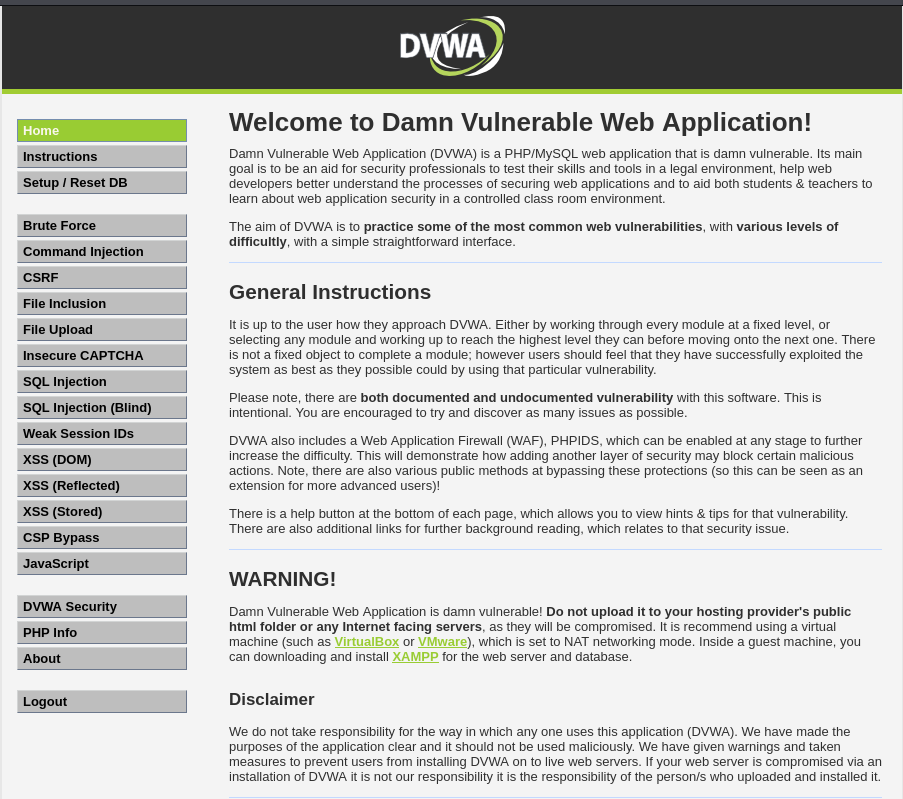 DVWA
Home
Instructions
Setup / Reset DB
Brute Force
Command Injection
CSRF
File Inclusion
File Upload
Insecure CAPTCHA
SQL Injection
SQL Injection (Blind)
Weak Session IDs
XSS (DOM)
XSS (Reflected)
XSS (Stored)
CSP Bypass
JavaScript
DVWA Security
PHP Info
About
Logout
Welcome to Damn Vulnerable Web Application!
Damn Vulnerable Web Application (DVWA) is a PHP/MySQL web application that is damn vulnerable. Its main
goal is to be an aid for security professionals to test their skills and tools in a legal environment, help web
developers better understand the processes of securing web applications and to aid both students & teachers to
learn about web application security in a controlled class room environment.
The aim of DVWA is to practice some of the most common web vulnerabilities, with various levels of
difficultly, with a simple straightforward interface.
General Instructions
It is up to the user how they approach DVWA. Either by working through every module at a fixed level, or
selecting any module and working up to reach the highest level they can before moving onto the next one. There
is not a fixed object to complete a module; however users should feel that they have successfully exploited the
system as best as they possible could by using that particular vulnerability.
Please note, there are both documented and undocumented vulnerability with this software. This is
intentional. You are encouraged to try and discover as many issues as possible.
DVWA also includes a Web Application Firewall (WAF), PHPIDS, which can be enabled at any stage to further
increase the difficulty. This will demonstrate how adding another layer of security may block certain malicious
actions. Note, there are also various public methods at bypassing these protections (so this can be seen as an
extension for more advanced users)!
There is a help button at the bottom of each page, which allows you to view hints & tips for that vulnerability.
There are also additional links for further background reading, which relates to that security issue.
WARNING!
Damn Vulnerable Web Application is damn vulnerable! Do not upload it to your hosting provider's public
html folder or any Internet facing servers, as they will be compromised. It is recommend using a virtual
machine (such as VirtualBox or VMware), which is set to NAT networking mode. Inside a guest machine, you
can downloading and install XAMPP for the web server and database.
Disclaimer
We do not take responsibility for the way in which any one uses this application (DVWA). We have made the
purposes of the application clear and it should not be used maliciously. We have given warnings and taken
measures to prevent users from installing DVWA on to live web servers. If your web server is compromised via an
installation of DVWA it is not our responsibility it is the responsibility of the person/s who uploaded and installed it.